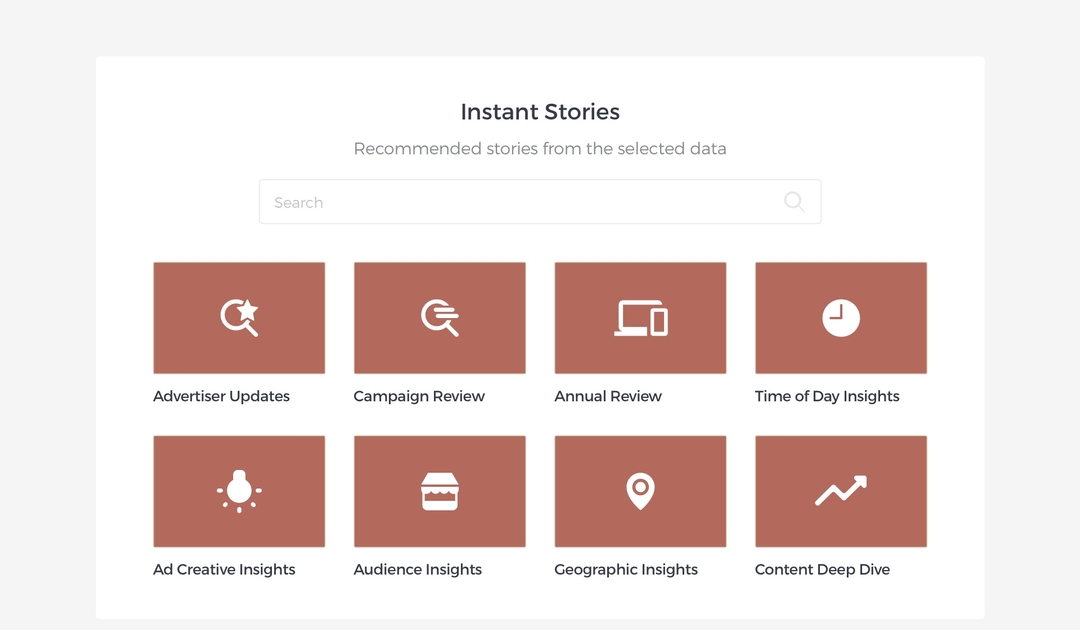 Instant Stories
Recommended stories from the selected data
Search
Advertiser Updates
Campaign Review
Annual Review
Time of Day Insights
Ad Creative Insights
Audience Insights
Geographic Insights
Content Deep Dive